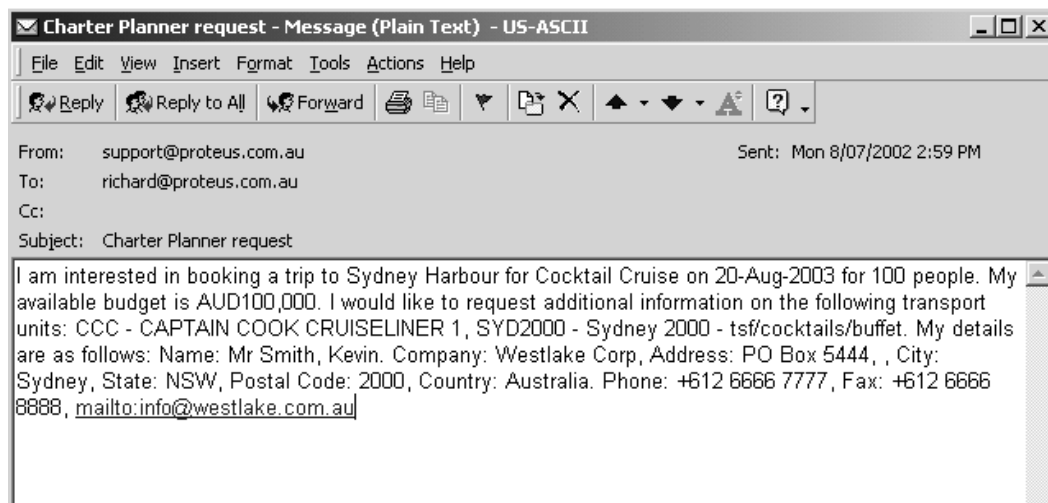 Charter Planner request - Message (Plain Text) - US-ASCII
File Edit View Insert Format Tools Actions Help
Reply Reply to All Forward
From: support@proteus.com.au Sent: Mon 8/07/2002 2:59 PM
To: richard@proteus.com.au
Cc:
Subject: Charter Planner request
I am interested in booking a trip to Sydney Harbour for Cocktail Cruise on 20-Aug-2003 for 100 people. My
available budget is AUD100,000. I would like to request additional information on the following transport
units: CCC - CAPTAIN COOK CRUISELINER 1, SYD2000 - Sydney 2000 - tsf/cocktails/buffet. My details
are as follows: Name: Mr Smith, Kevin. Company: Westlake Corp, Address: PO Box 5444, , City:
Sydney, State: NSW, Postal Code: 2000, Country: Australia. Phone: +612 6666 7777, Fax: +612 6666
8888, mailto:info@westlake.com.au